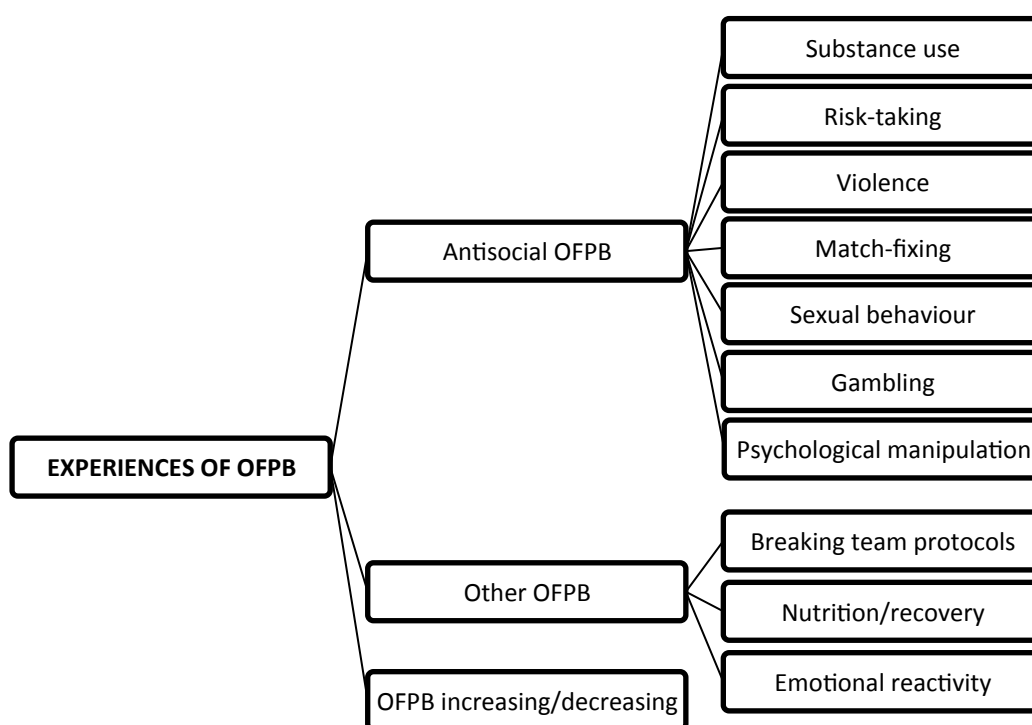 EXPERIENCES OF OFPB
Antisocial OFPB
Substance use
Risk-taking
Violence
Match-fixing
Sexual behaviour
Gambling
Psychological manipulation
Other OFPB
Breaking team protocols
Nutrition/recovery
Emotional reactivity
OFPB increasing/decreasing